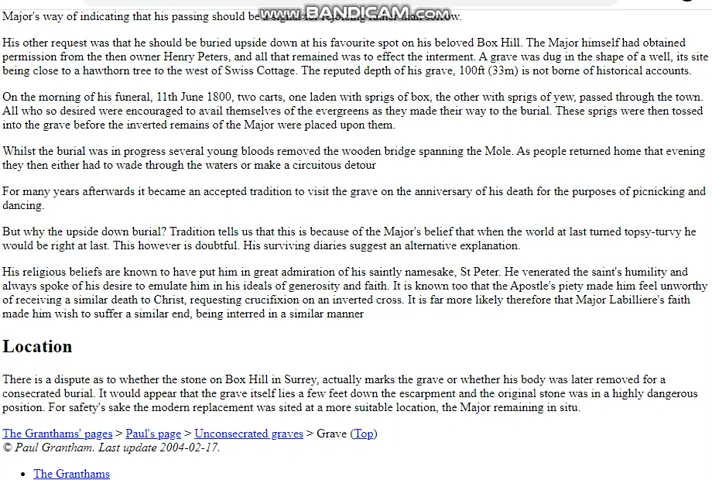 WWW.BANDICAM.COM
Major's way of indicating that his passing should be
His other request was that he should be buried upside down at his favourite spot on his beloved Box Hill. The Major himself had obtained
permission from the then owner Henry Peters, and all that remained was to effect the interment. A grave was dug in the shape of a well, its site
being close to a hawthorn tree to the west of Swiss Cottage. The reputed depth of his grave, 100ft (33m) is not borne of historical accounts.
On the morning of his funeral, 11th June 1800, two carts, one laden with sprigs of box, the other with sprigs of yew, passed through the town.
All who so desired were encouraged to avail themselves of the evergreens as they made their way to the burial. These sprigs were then tossed
into the grave before the inverted remains of the Major were placed upon them.
Whilst the burial was in progress several young bloods removed the wooden bridge spanning the Mole. As people returned home that evening
they then either had to wade through the waters or make a circuitous detour
For many years afterwards it became an accepted tradition to visit the grave on the anniversary of his death for the purposes of picnicking and
dancing.
But why the upside down burial? Tradition tells us that this is because of the Major's belief that when the world at last turned topsy-turvy he
would be right at last. This however is doubtful. His surviving diaries suggest an alternative explanation.
His religious beliefs are known to have put him in great admiration of his saintly namesake, St Peter. He venerated the saint's humility and
always spoke of his desire to emulate him in his ideals of generosity and faith. It is known too that the Apostle's piety made him feel unworthy
of receiving a similar death to Christ, requesting crucifixion on an inverted cross. It is far more likely therefore that Major Labilliere's faith
made him wish to suffer a similar end, being interred in a similar manner
Location
There is a dispute as to whether the stone on Box Hill in Surrey, actually marks the grave or whether his body was later removed for a
consecrated burial. It would appear that the grave itself lies a few feet down the escarpment and the original stone was in a highly dangerous
position. For safety's sake the modern replacement was sited at a more suitable location, the Major remaining in situ.
The Granthams' pages > Paul's page > Unconsecrated graves > Grave (Top)
© Paul Grantham. Last update 2004-02-17.
• The Granthams